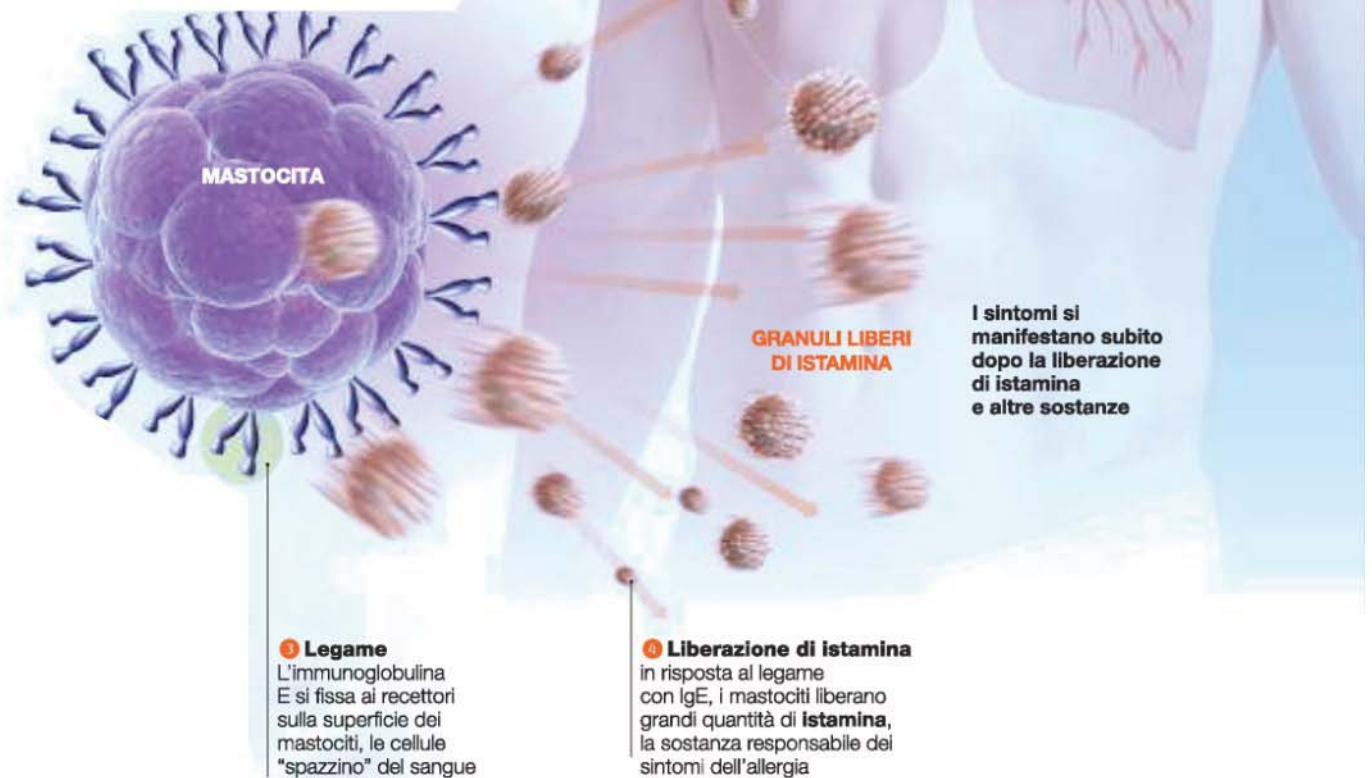 MASTOCITA
GRANULI LIBERI
DI ISTAMINA
I sintomi si
manifestano subito
dopo la liberazione
di istamina
e altre sostanze
3 Legame
L'immunoglobulina
E si fissa ai recettori
sulla superficie dei
mastociti, le cellule
"spazzino" del sangue
4 Liberazione di istamina
in risposta al legame
con IgE, i mastociti liberano
grandi quantità di istamina,
la sostanza responsabile dei
sintomi dell'allergia